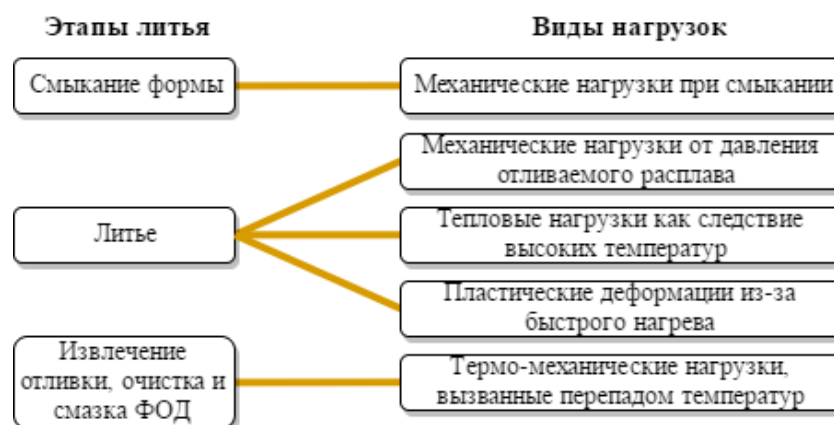 Этапы литья
Виды нагрузок
Смыкание формы
Механические нагрузки при смыкании
Механические нагрузки от давления
отливаемого расплава
Литье
Тепловые нагрузки как следствие
высоких температур
Пластические деформации из-за
быстрого нагрева
Извлечение
отливки, очистка и
смазка ФОД
Термо-механические нагрузки,
вызванные перепадом температур